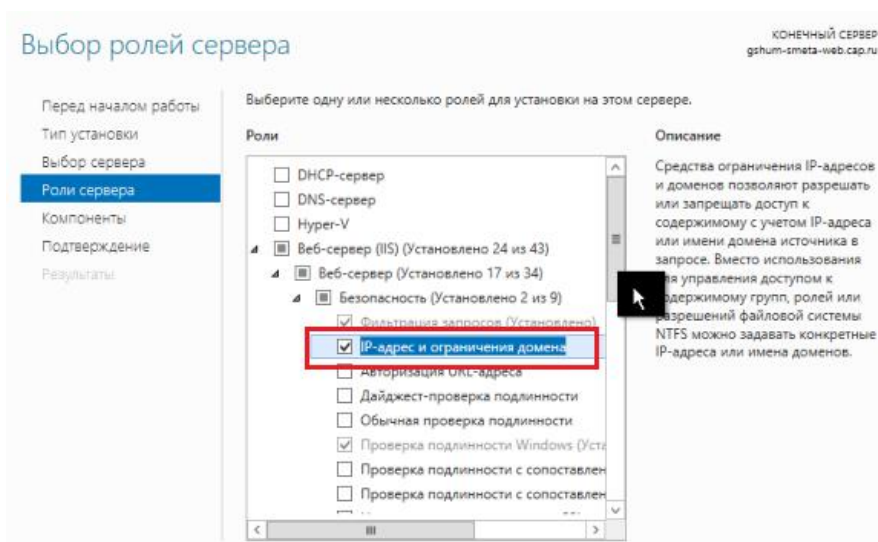 Выбор ролей сервера
КОНЕЧНЫЙ СЕРВЕР
gshum-smeta-web.cap.ru
Перед началом работы
Тип установки
Выбор сервера
Роли сервера
Компоненты
Подтверждение
Результаты
Выберите одну или несколько ролей для установки на этом сервере.
Роли
DHCP-сервер
DNS-сервер
Hyper-V
Веб-сервер (IIS) (Установлено 24 из 43)
Веб-сервер (Установлено 17 из 34)
Безопасность (Установлено 2 из 9)
Фильтрация запросов (Установлено)
IP-адрес и ограничения домена
Авторизация URL-адреса
Дайджест-проверка подлинности
Обычная проверка подлинности
Проверка подлинности Windows (Уста
Проверка подлинности с сопоставлен
Проверка подлинности с сопоставлен
Описание
Средства ограничения IP-адресов
и доменов позволяют разрешать
или запрещать доступ к
содержимому с учетом IP-адреса
или имени домена источника в
запросе. Вместо использования
для управления доступом к
содержимому групп, ролей или
разрешений файловой системы
NTFS можно задавать конкретные
IP-адреса или имена доменов.